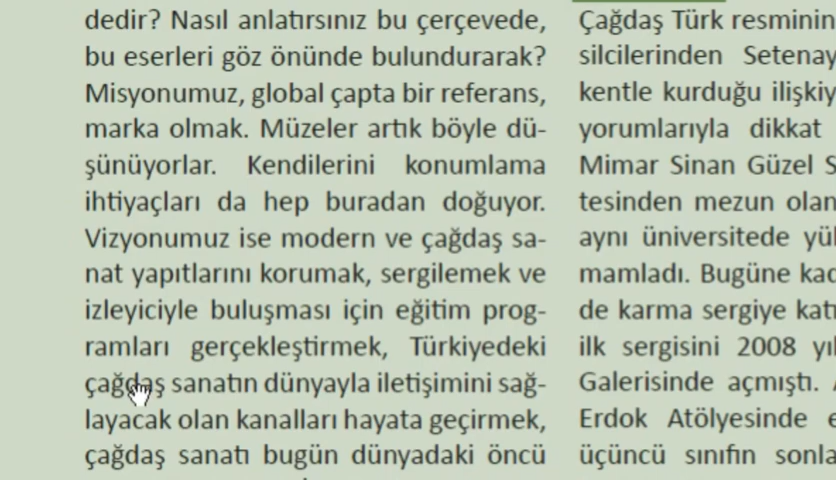 dedir? Nasıl anlatırsınız bu çerçevede,
bu eserleri göz önünde bulundurarak?
Misyonumuz, global çapta bir referans,
marka olmak. Müzeler artık böyle dü-
şünüyorlar. Kendilerini konumlama
ihtiyaçları da hep buradan doğuyor.
Vizyonumuz ise modern ve çağdaş sa-
nat yapıtlarını korumak, sergilemek ve
izleyiciyle buluşması için eğitim prog-
ramları gerçekleştirmek, Türkiyedeki
çağdaş sanatın dünyayla iletişimini sağ-
layacak olan kanalları hayata geçirmek,
çağdaş sanatı bugün dünyadaki öncü
Çağdaş Türk resminin
silcilerinden Setenay
kentle kurduğu ilişkiy
yorumlarıyla dikkat
Mimar Sinan Güzel S
tesinden mezun olan
aynı üniversitede yü
mamladı. Bugüne kad
de karma sergiye katı
ilk sergisini 2008 yıl
Galerisinde açmıştı.
Erdok Atölyesinde e
üçüncü sınıfın sonla